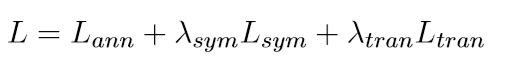 L = L_{ann} + λ_{sym}L_{sym} + λ_{tran}L_{tran}